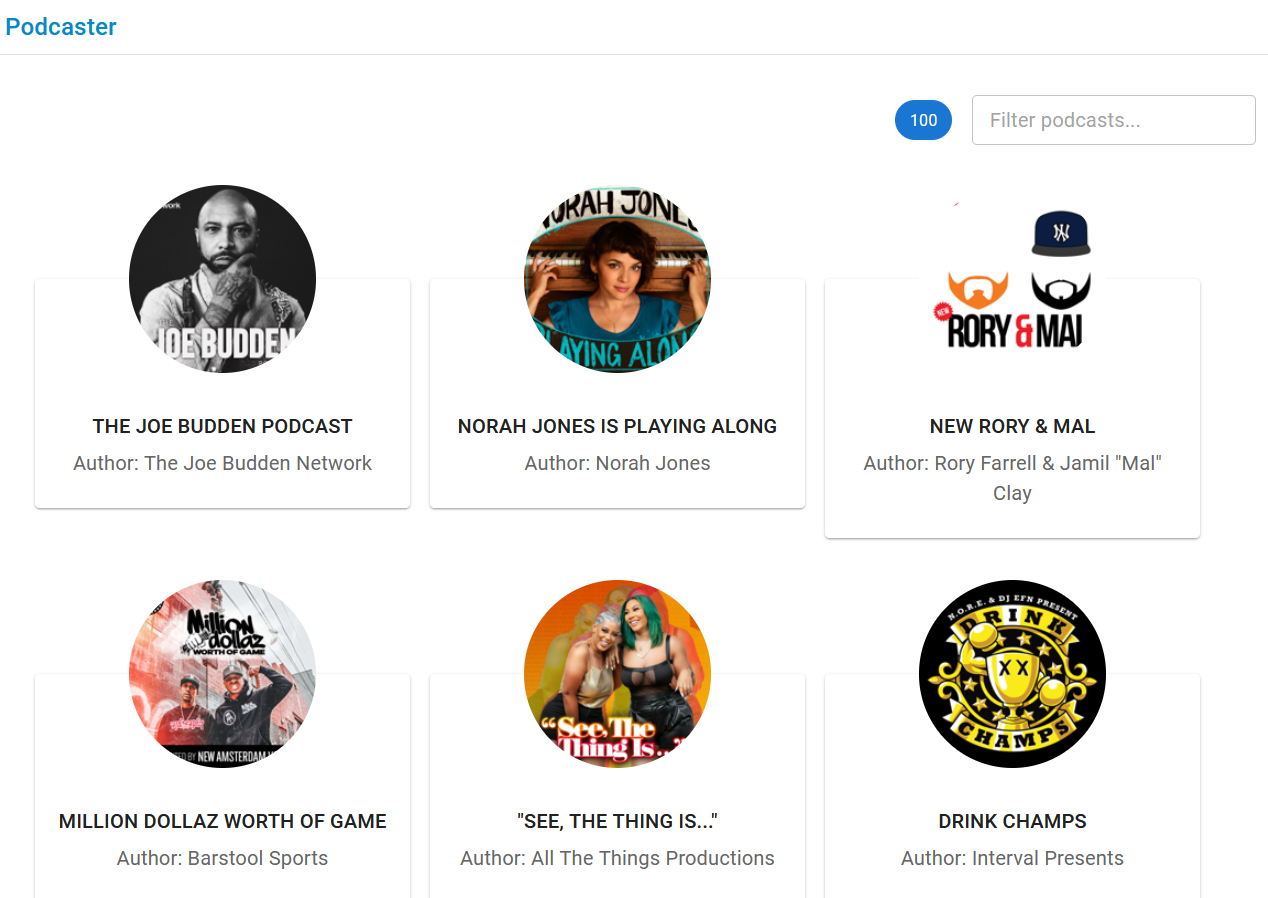 Podcaster
100
Filter podcasts...
work
JOE BUDDEN
NORAH JONES
PLAYING ALONG
NEW
RORY & MAL
THE JOE BUDDEN PODCAST
NORAH JONES IS PLAYING ALONG
NEW RORY & MAL
Author: The Joe Budden Network
Author: Norah Jones
Author: Rory Farrell & Jamil "Mal"
Clay
Million
dollaz
WORTH OF GAME
BY NEW AMSTERDAM
“See, The
Thing Is...”
N.O.R.E. & DJ EFN PRESENT
DRINK
CHAMPS
MILLION DOLLAZ WORTH OF GAME
"SEE, THE THING IS..."
DRINK CHAMPS
Author: Barstool Sports
Author: All The Things Productions
Author: Interval Presents